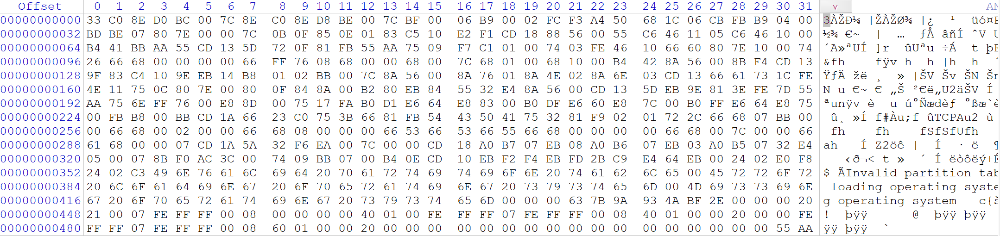 Offset 0 1 2 3 4 5 6 7 8 9 10 11 12 13 14 15 16 17 18 19 20 21 22 23 24 25 26 27 28 29 30 31 v AN
00000000000 33 C0 8E D0 BC 00 7C 8E C0 8E D8 BE 00 7C BF 00 06 B9 00 02 FC F3 A4 50 68 1C 06 CB FB B9 04 00 3ÀŽÐ¼ |ŽÀŽØ¾ |¿ ¹ üó¤P
00000000032 BD BE 07 80 7E 00 00 7C 0B 0F 85 0E 01 83 C5 10 E2 F1 CD 18 88 56 00 55 C6 46 11 05 C6 46 10 00 ½¾ €~ | … ƒÅ âñÍ ˆV U
00000000064 B4 41 BB AA 55 CD 13 5D 72 0F 81 FB 55 AA 75 09 F7 C1 01 00 74 03 FE 46 10 66 60 80 7E 10 00 74 ´A»ªUÍ ]r ûUªu ÷Á t þF
00000000096 26 66 68 00 00 00 00 66 FF 76 08 68 00 00 68 00 7C 68 01 00 68 10 00 B4 42 8A 56 00 8B F4 CD 13 &fh fÿv h h |h h ´
00000000128 9F 83 C4 10 9E EB 14 B8 01 02 BB 00 7C 8A 56 00 8A 76 01 8A 4E 02 8A 6E 03 CD 13 66 61 73 1C FE ŸƒÄ žë ¸ » |ŠV Šv ŠN Šn
00000000160 4E 11 75 0C 80 7E 00 80 0F 84 8A 00 B2 80 EB 84 55 32 E4 8A 56 00 CD 13 5D EB 9E 81 3E FE 7D 55 N u €~ € „Š ²€ë„U2äŠV Í
00000000192 AA 75 6E FF 76 00 E8 8D 00 75 17 FA B0 D1 E6 64 E8 83 00 B0 DF E6 60 E8 7C 00 B0 FF E6 64 E8 75 ªunÿv è u ú°Ñædèƒ °ßæ`è
00000000224 00 FB B8 00 BB CD 1A 66 23 C0 75 3B 66 81 FB 54 43 50 41 75 32 81 F9 02 01 72 2C 66 68 07 BB 00 û¸ »Í f#Àu;f ûTCPAu2 ù
00000000256 00 66 68 00 02 00 00 66 68 08 00 00 00 66 53 66 53 66 55 66 68 00 00 00 00 66 68 00 7C 00 00 66 fh fh fSfSfUfh
00000000288 61 68 00 00 07 CD 1A 5A 32 F6 EA 00 7C 00 00 CD 18 A0 B7 07 EB 08 A0 B6 07 EB 03 A0 B5 07 32 E4 ah Í Z2öê | Í · ë ¶
00000000320 05 00 07 8B F0 AC 3C 00 74 09 BB 07 00 B4 0E CD 10 EB F2 F4 EB FD 2B C9 E4 64 EB 00 24 02 E0 F8 ‹ð¬< t » ´ Í ëòôëý+É
00000000352 24 02 C3 49 6E 76 61 6C 69 64 20 70 61 72 74 69 74 69 6F 6E 20 74 61 62 6C 65 00 45 72 72 6F 72 $ ÃInvalid partition tab
00000000384 20 6C 6F 61 64 69 6E 67 20 6F 70 65 72 61 74 69 6E 67 20 73 79 73 74 65 6D 00 4D 69 73 73 69 6E loading operating syste
00000000416 67 20 6F 70 65 72 61 74 69 6E 67 20 73 79 73 74 65 6D 00 00 00 63 7B 9A 93 4A BF 2E 00 00 00 20 g operating system c{š
00000000448 21 00 07 FE FF FF 00 08 00 00 00 00 40 01 00 FE FF FF 07 FE FF FF 00 08 40 01 00 00 20 00 00 FE ! þÿÿ @ þÿÿ þÿÿ
00000000480 FF FF 07 FE FF FF 00 08 60 01 00 00 20 00 00 00 00 00 00 00 00 00 00 00 00 00 00 00 00 00 55 AA ÿÿ þÿÿ `